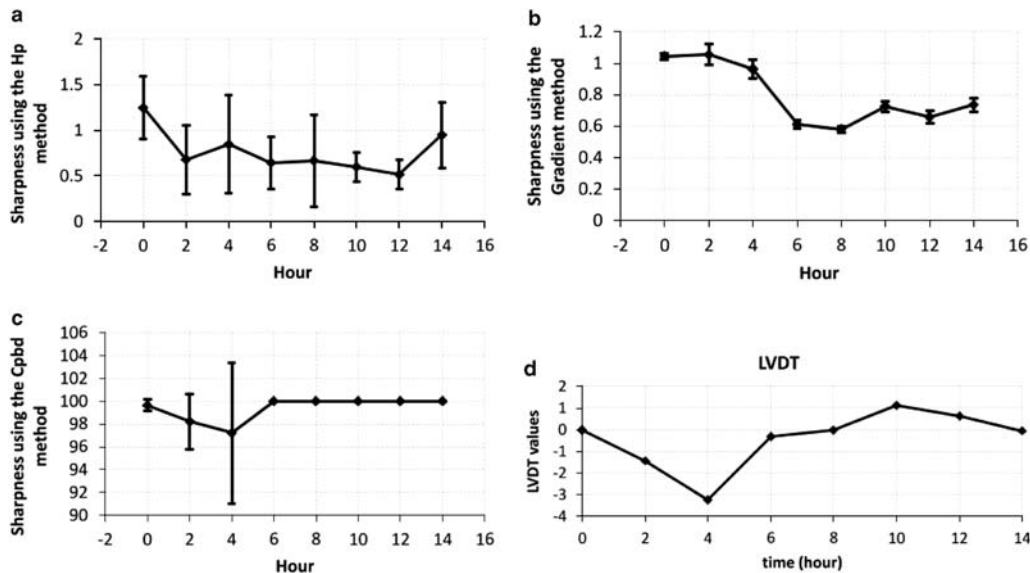 a
Sharpness using the Hp
method
2
1.5
1
0.5
0
-2 0 2 4 6 8 10 12 14 16
Hour
b
Sharpness using the
Gradient method
1.2
1
0.8
0.6
0.4
0.2
0
-2 0 2 4 6 8 10 12 14 16
Hour
c
Sharpness using the Cpbd
method
106
104
102
100
98
96
94
92
90
-2 0 2 4 6 8 10 12 14 16
Hour
d
LVDT
LVDT values
2
1
0
-1
-2
-3
-4
0 2 4 6 8 10 12 14
time (hour)